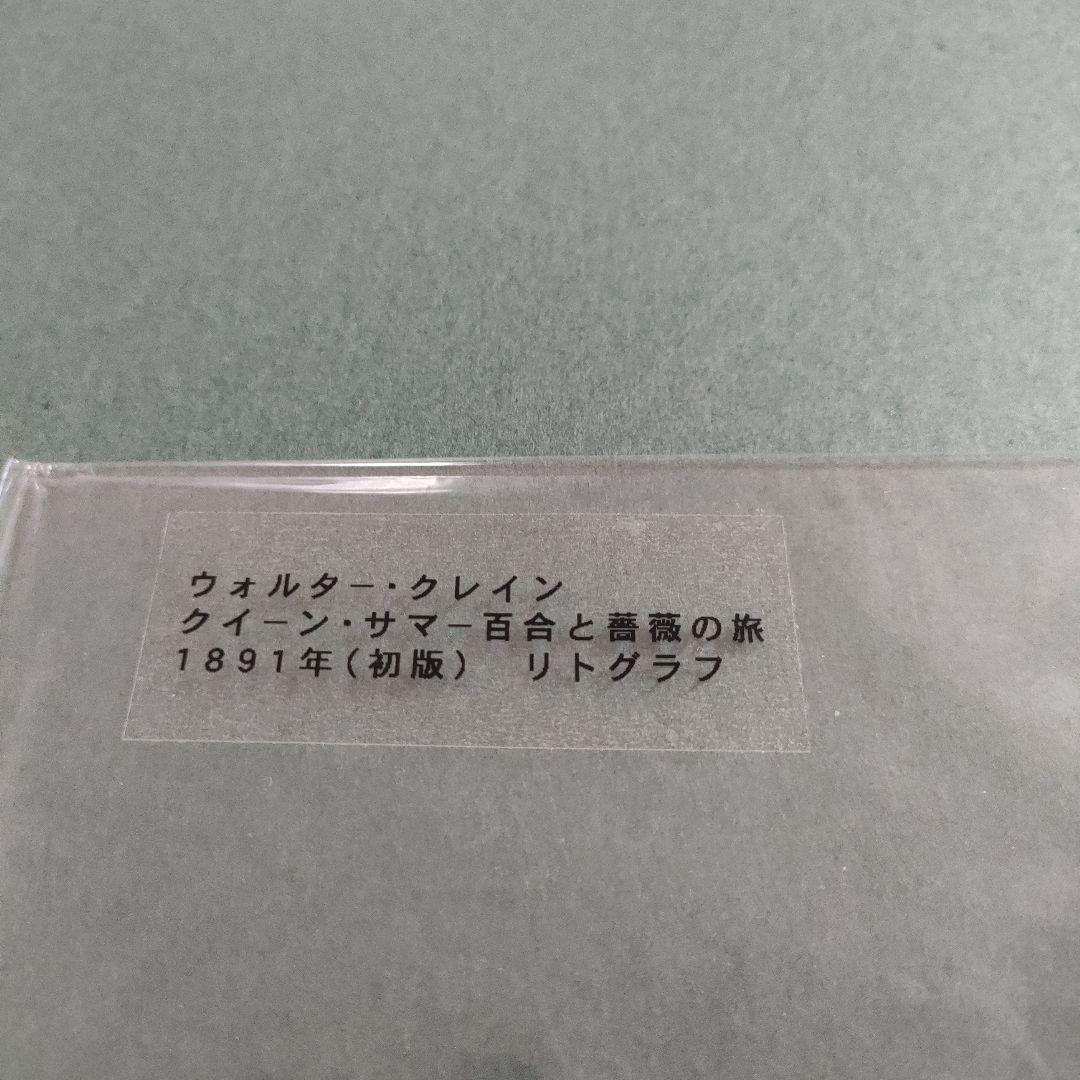 ウォルター・クレイン
クイーン・サマー百合と薔薇の旅
1891年(初版)　リトグラフ